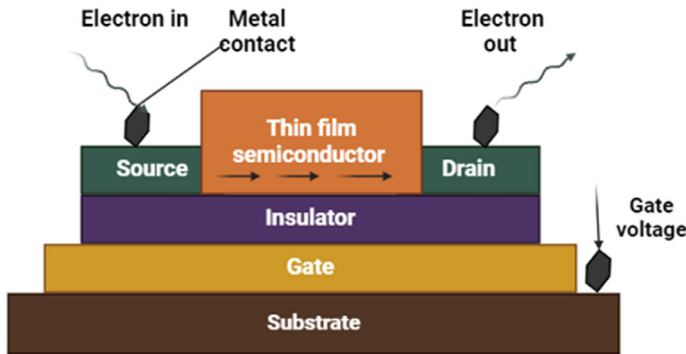 Electron in
Metal
contact
Electron
out
Thin film
semiconductor
Source
Drain
Insulator
Gate
voltage
Gate
Substrate